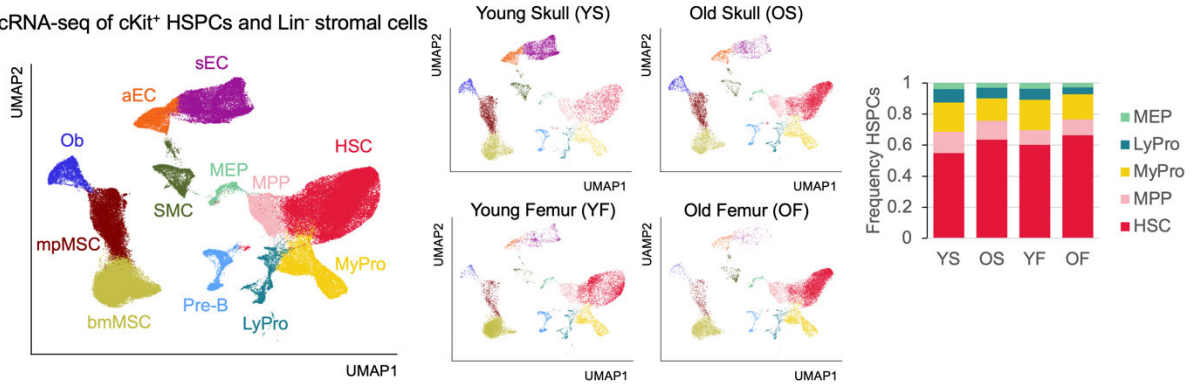 cRNA-seq of cKit⁺ HSPCs and Lin⁻ stromal cells
UMAP2
sEC
aEC
Ob
HSC
MEP
MPP
SMC
mpMSC
MyPro
Pre-B
bmMSC
LyPro
UMAP1
Young Skull (YS)
UMAP2
UMAP1
Old Skull (OS)
UMAP2
UMAP1
Young Femur (YF)
UMAP2
UMAP1
Old Femur (OF)
UMAP2
UMAP1
Frequency HSPCs
1
0.8
0.6
0.4
0.2
0
YS OS YF OF
MEP
LyPro
MyPro
MPP
HSC